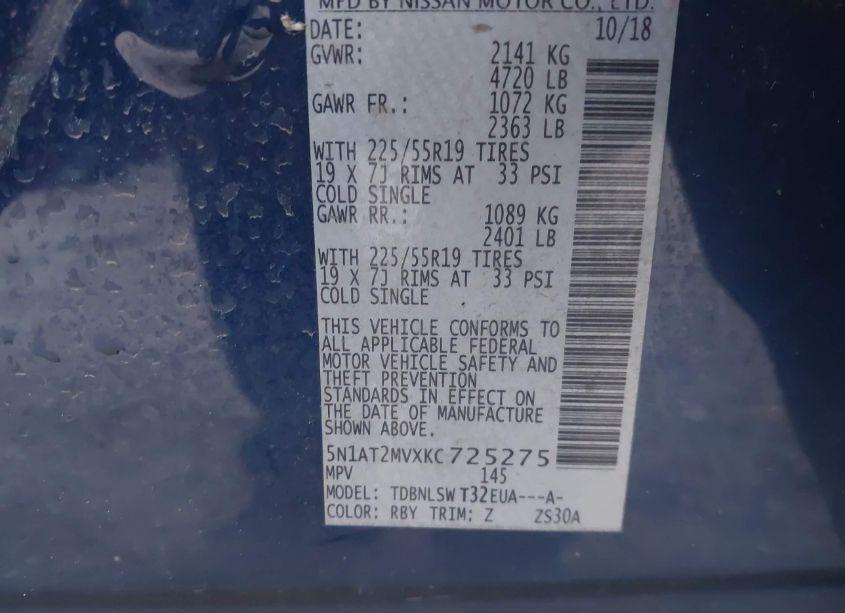 MFD BY NISSAN MOTOR CO., LTD.
DATE: 10/18
GVWR: 2141 KG
4720 LB
GAWR FR.: 1072 KG
2363 LB
WITH 225/55R19 TIRES
19 X 7J RIMS AT 33 PSI
COLD SINGLE
GAWR RR.: 1089 KG
2401 LB
WITH 225/55R19 TIRES
19 X 7J RIMS AT 33 PSI
COLD SINGLE
THIS VEHICLE CONFORMS TO
ALL APPLICABLE FEDERAL
MOTOR VEHICLE SAFETY AND
THEFT PREVENTION
STANDARDS IN EFFECT ON
THE DATE OF MANUFACTURE
SHOWN ABOVE.
5N1AT2MVXKC725275
MPV 145
MODEL: TDBNLSW T32EUA---A-
COLOR: RBY TRIM: Z ZS30A